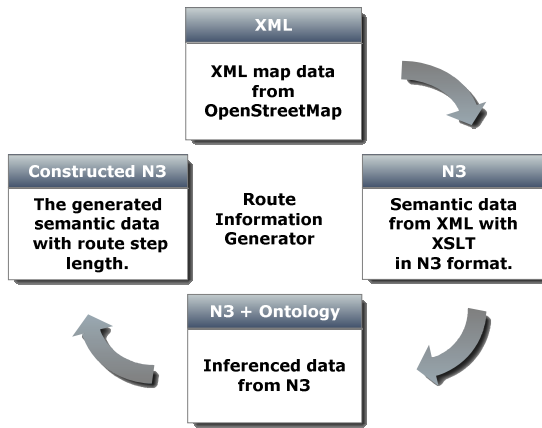 XML
XML map data
from
OpenStreetMap
Constructed N3
The generated
semantic data
with route step
length.
Route
Information
Generator
N3
Semantic data
from XML with
XSLT
in N3 format.
N3 + Ontology
Inferenced data
from N3